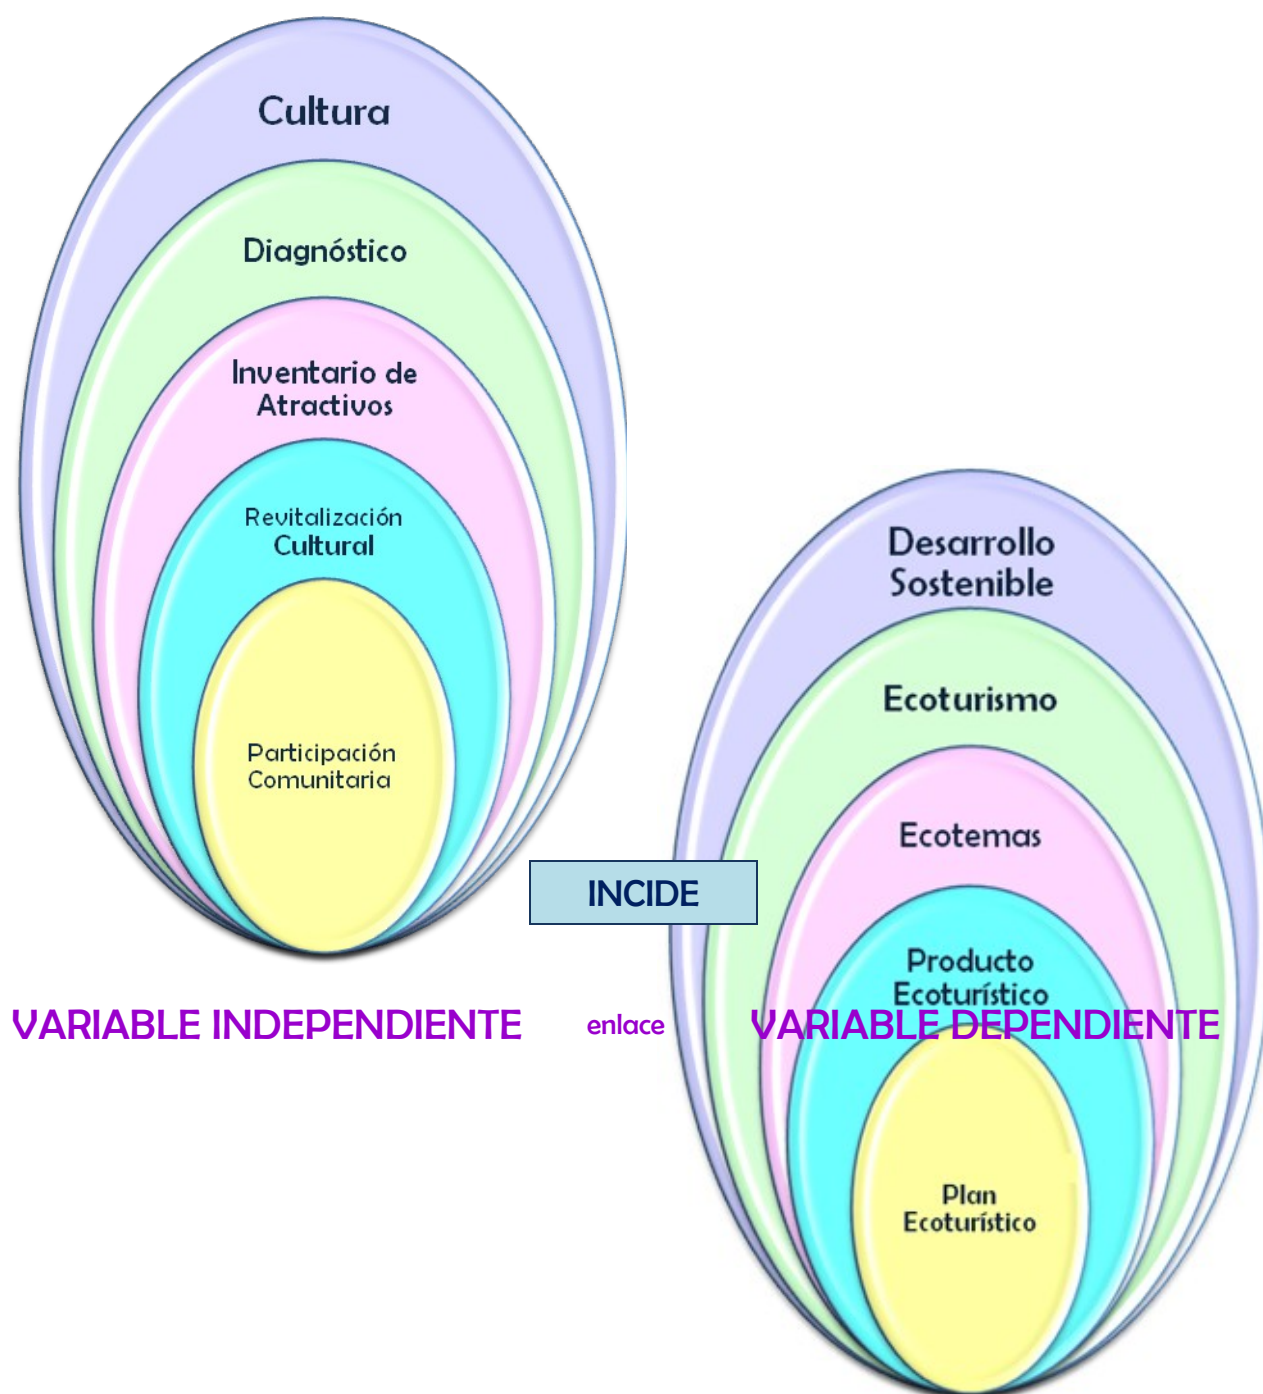 Cultura
Diagnóstico
Inventario de
Atractivos
Revitalización
Cultural
Participación
Comunitaria
INCIDE
Desarrollo
Sostenible
Ecoturismo
Ecotemas
Producto
Ecoturístico
Plan
Ecoturístico
VARIABLE INDEPENDIENTE
enlace
VARIABLE DEPENDIENTE